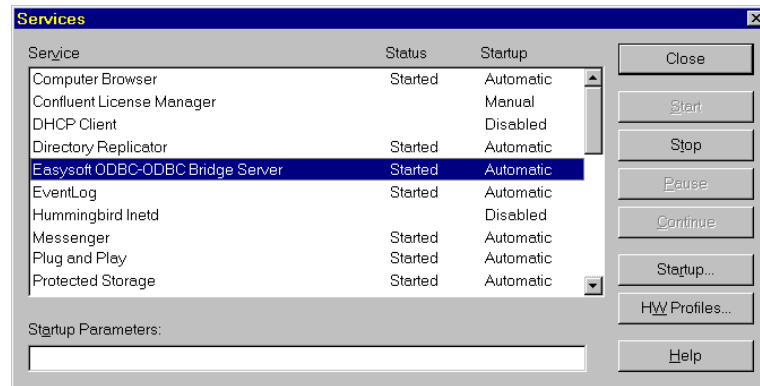 Services
Service Status Startup
Computer Browser Started Automatic
Confluent License Manager Manual
DHCP Client Disabled
Directory Replicator Started Automatic
Easysoft ODBC-ODBC Bridge Server Started Automatic
EventLog Started Automatic
Hummingbird Inetd Disabled
Messenger Started Automatic
Plug and Play Started Automatic
Protected Storage Started Automatic
Startup Parameters:
Close
Start
Stop
Pause
Continue
Startup...
HW Profiles...
Help